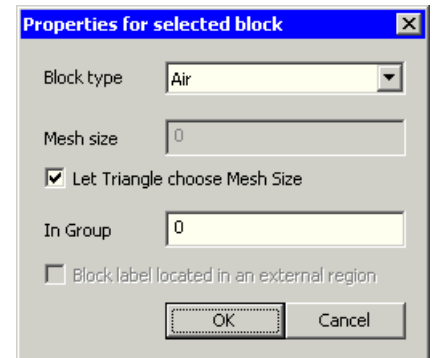 Properties for selected block
Block type Air
Mesh size 0
Let Triangle choose Mesh Size
In Group 0
Block label located in an external region
OK Cancel